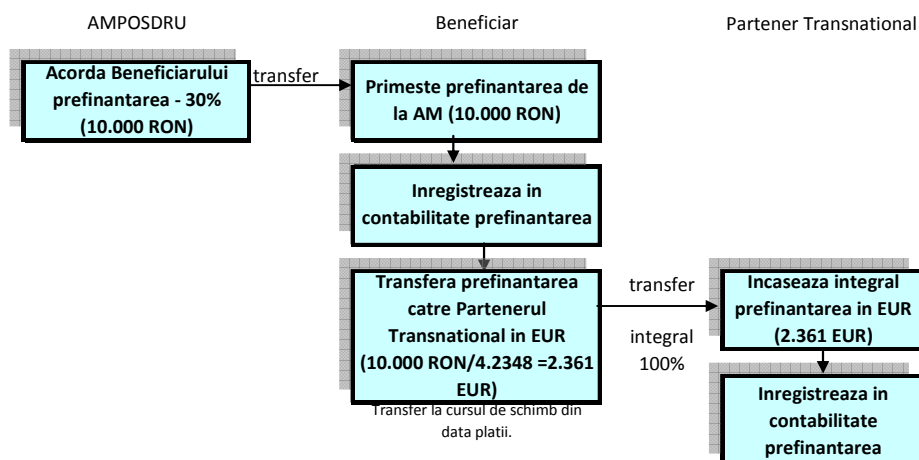 AMPOSDRU
Beneficiar
Partener Transnational
Acorda Beneficiarului
prefinantarea - 30%
(10.000 RON)
transfer
Primeste prefinantarea de
la AM (10.000 RON)
Inregistreaza in
contabilitate prefinantarea
Transfera prefinantarea
catre Partenerul
Transnational in EUR
(10.000 RON/4.2348 =2.361
EUR)
Transfer la cursul de schimb din
data platii.
transfer
integral
100%
Incaseaza integral
prefinantarea in EUR
(2.361 EUR)
Inregistreaza in
contabilitate
prefinantarea